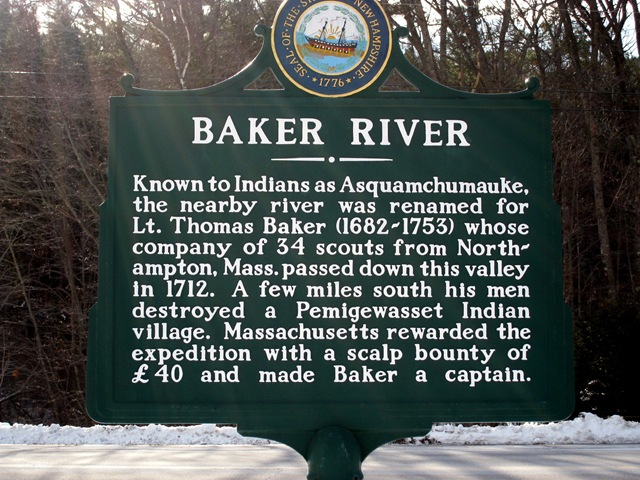 SEAL OF THE S NEW HAMPSHIRE
• 1776 •
BAKER RIVER
Known to Indians as Asquamchumauke,
the nearby river was renamed for
Lt. Thomas Baker (1682-1753) whose
company of 34 scouts from North-
ampton, Mass. passed down this valley
in 1712. A few miles south his men
destroyed a Pemigewasset Indian
village. Massachusetts rewarded the
expedition with a scalp bounty of
£40 and made Baker a captain.